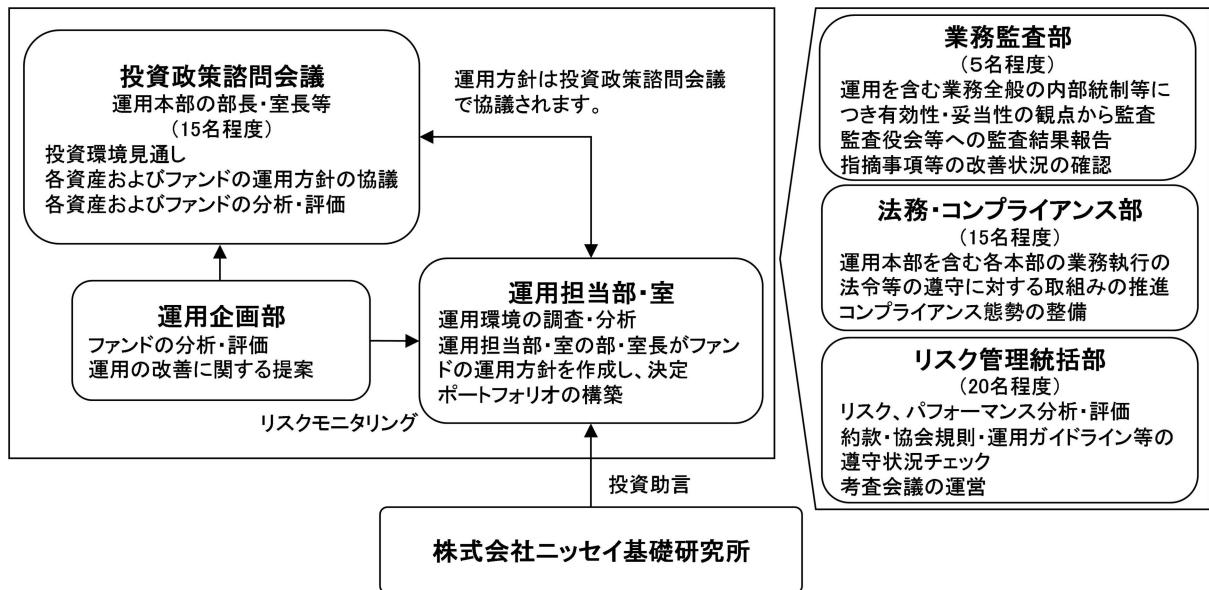 投資政策諮問会議
運用本部の部長・室長等
（15名程度）
投資環境見通し
各資産およびファンドの運用方針の協議
各資産およびファンドの分析・評価
運用方針は投資政策諮問会議
で協議されます。
運用企画部
ファンドの分析・評価
運用の改善に関する提案
リスクモニタリング
運用担当部・室
運用環境の調査・分析
運用担当部・室の部・室長がファン
ドの運用方針を作成し、決定
ポートフォリオの構築
投資助言
株式会社ニッセイ基礎研究所
業務監査部
（５名程度）
運用を含む業務全般の内部統制等に
つき有効性・妥当性の観点から監査
監査役会等への監査結果報告
指摘事項等の改善状況の確認
法務・コンプライアンス部
（15名程度）
運用本部を含む各本部の業務執行の
法令等の遵守に対する取組みの推進
コンプライアンス態勢の整備
リスク管理統括部
（20名程度）
リスク、パフォーマンス分析・評価
約款・協会規則・運用ガイドライン等の
遵守状況チェック
考査会議の運営